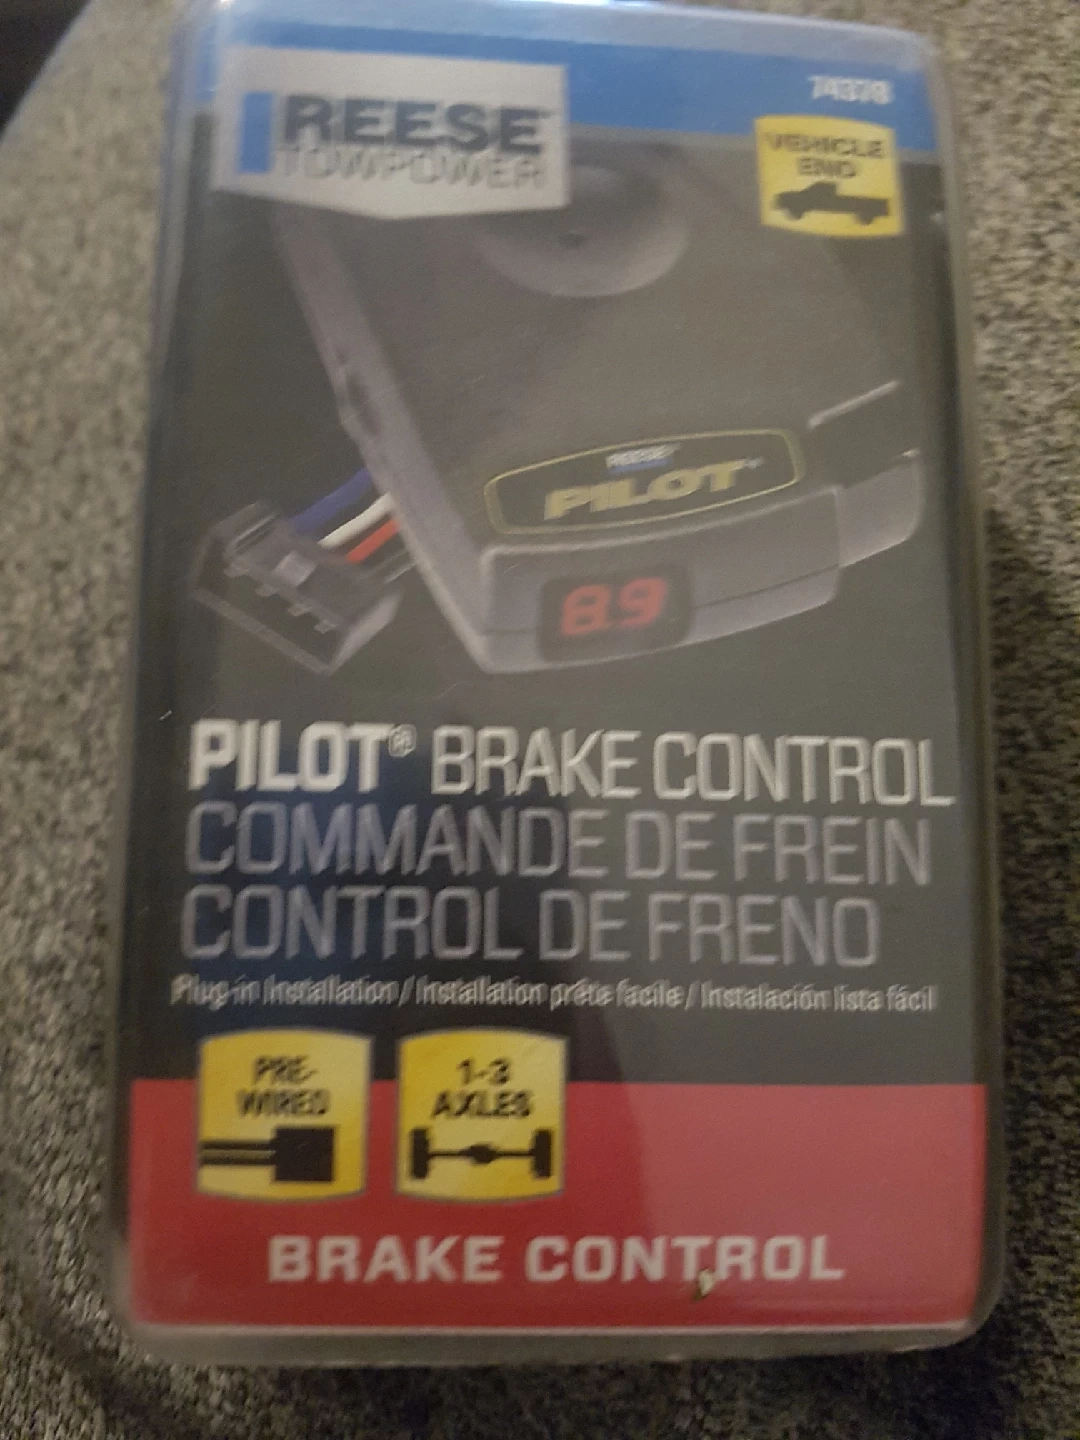 REESE
TOWPOWER
74378
VEHICLE
END
REESE
PILOT
8.9
PILOT® BRAKE CONTROL
COMMANDE DE FREIN
CONTROL DE FRENO
Plug-in Installation / Installation prête facile / Instalación lista fácil
PRE-
WIRED
1-3
AXLES
BRAKE CONTROL